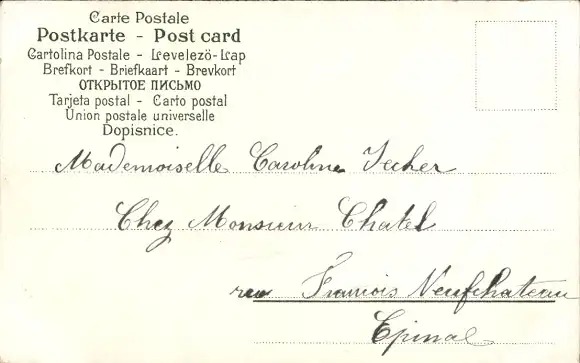 Carte Postale
Postkarte - Post card
Cartolina Postale - Levelezö-Lap
Brefkort - Briefkaart - Brevkort
ОТКРЫТОЕ ПИСЬМО
Tarjeta postal - Carto postal
Union postale universelle
Dopisnice.
Mademoiselle Caroline
Chez Monsieur Chatel
rue Neufchateau
Epinal